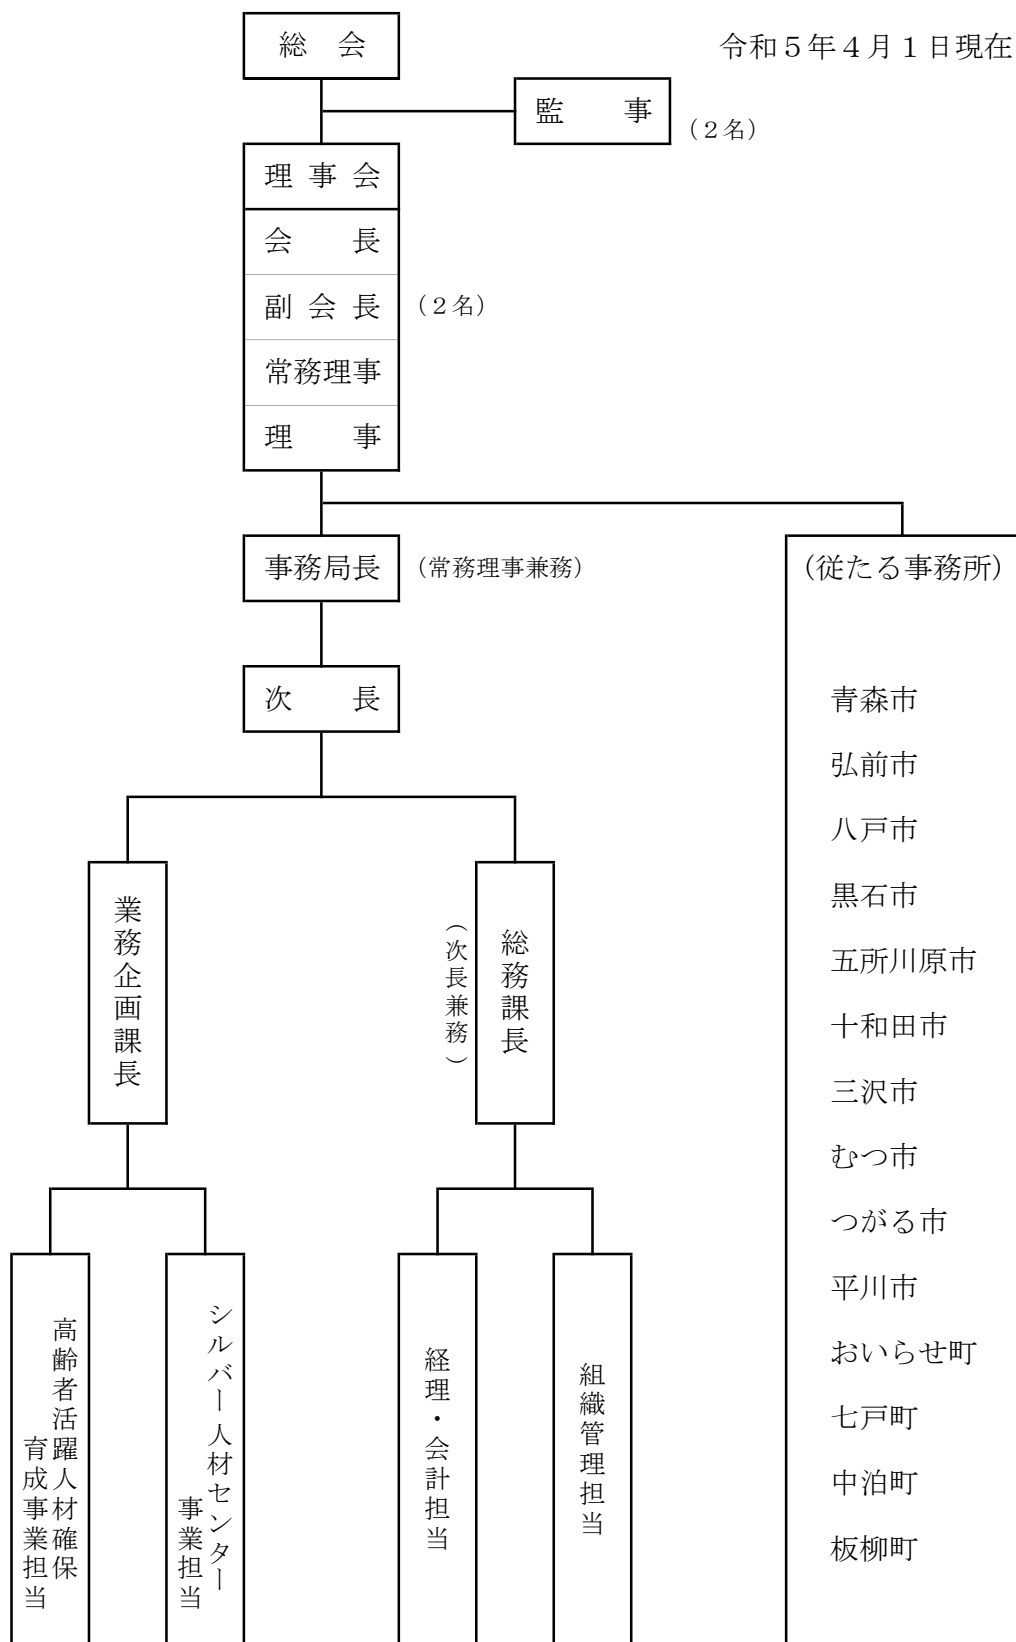 総　会
令和５年４月１日現在
監　　事
（２名）
理 事 会
会　　長
副 会 長
（２名）
常務理事
理　　事
事務局長
（常務理事兼務）
次　　長
業務企画課長
総務課長
（次長兼務）
高齢者活躍人材確保
育成事業担当
シルバー人材センター
事業担当
経理・会計担当
組織管理担当
（従たる事務所）
青森市
弘前市
八戸市
黒石市
五所川原市
十和田市
三沢市
むつ市
つがる市
平川市
おいらせ町
七戸町
中泊町
板柳町